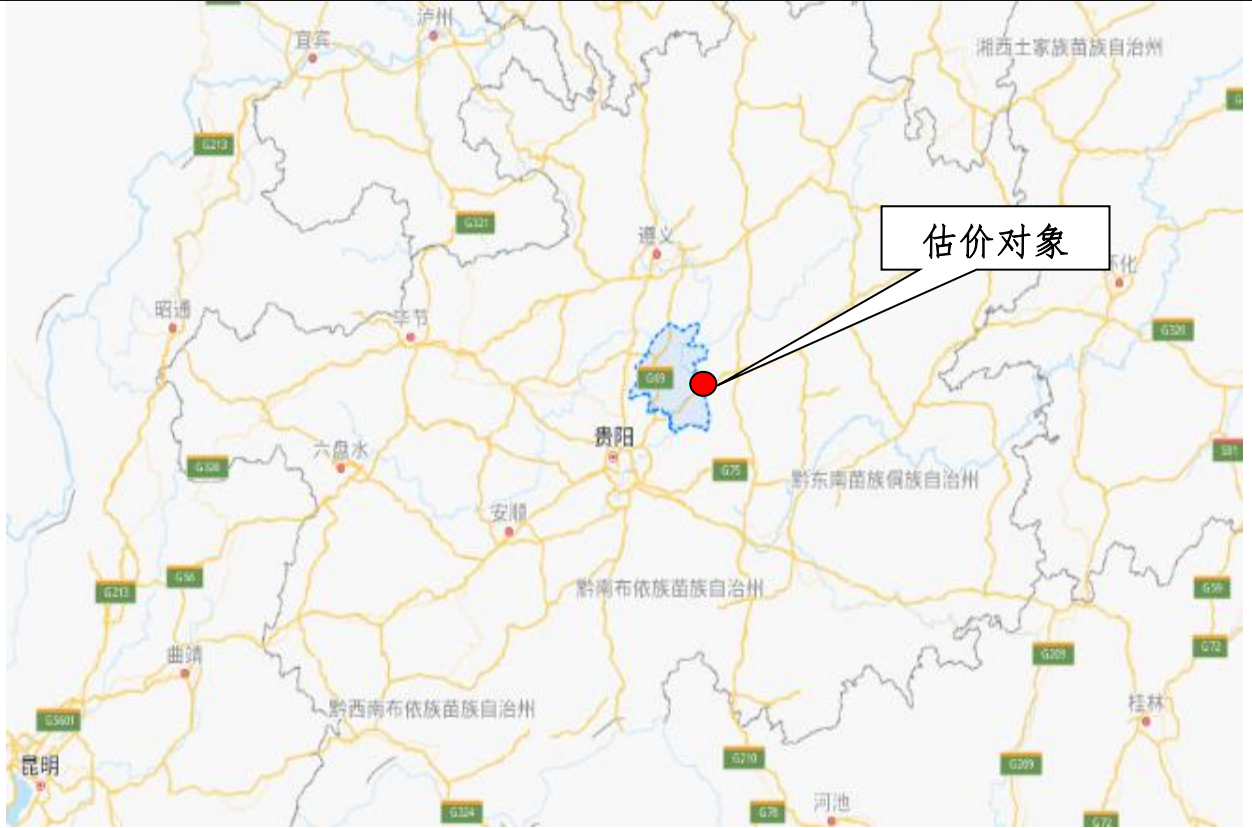 泸州
宜宾
湘西土家族苗族自治州
G213
G321
遵义
估价对象
怀化
昭通
毕节
G320
G69
贵阳
六盘水
G320
G75
黔东南苗族侗族自治州
S91
安顺
G56
G213
黔南布依族苗族自治州
G59
G72
G209
曲靖
黔西南布依族苗族自治州
桂林
G5601
昆明
G210
G209
河池
G324
G78
G72